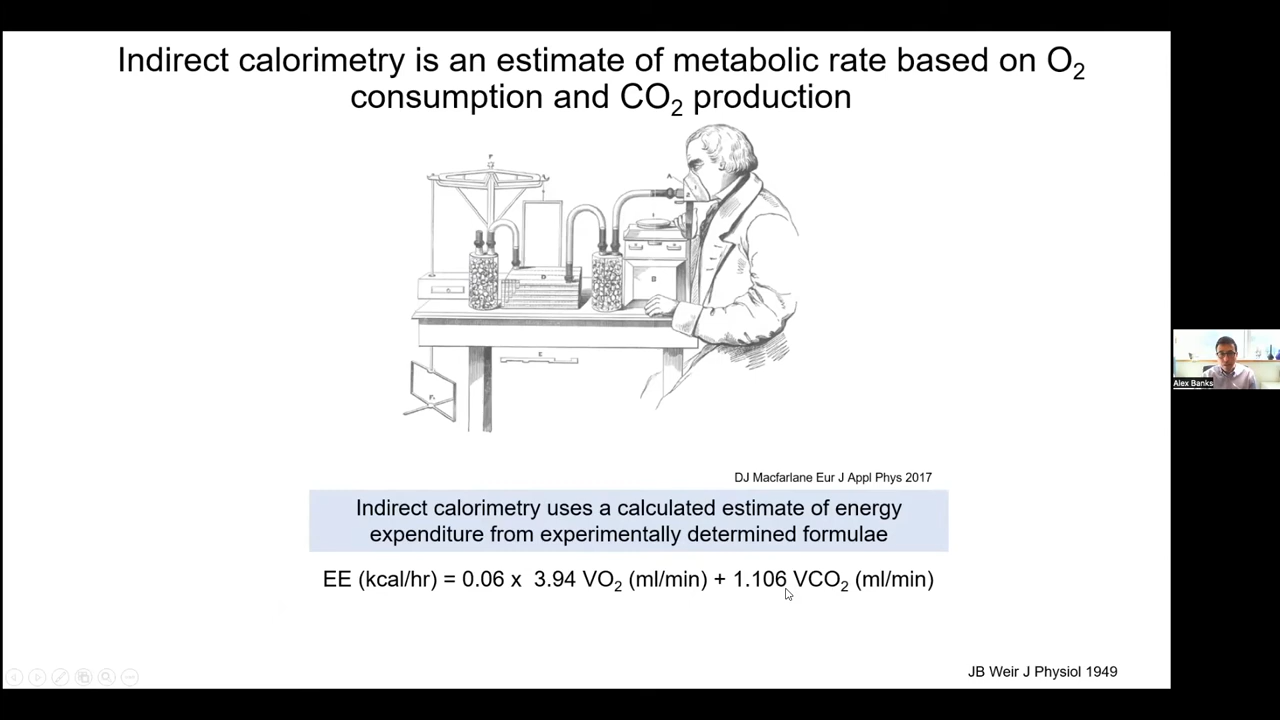 Indirect calorimetry is an estimate of metabolic rate based on O₂
consumption and CO₂ production
F
A
D
E
DJ Macfarlane Eur J Appl Phys 2017
Indirect calorimetry uses a calculated estimate of energy
expenditure from experimentally determined formulae
EE (kcal/hr) = 0.06 x 3.94 VO₂ (ml/min) + 1.106 VCO₂ (ml/min)
JB Weir J Physiol 1949
Alex Banks